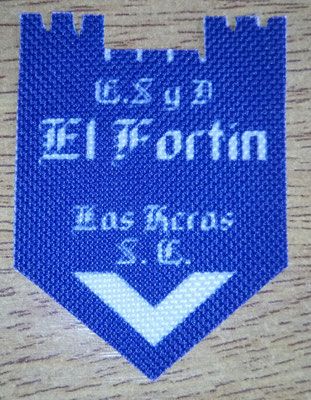 C.S y D
El Fortin
Las Heras
S. C.